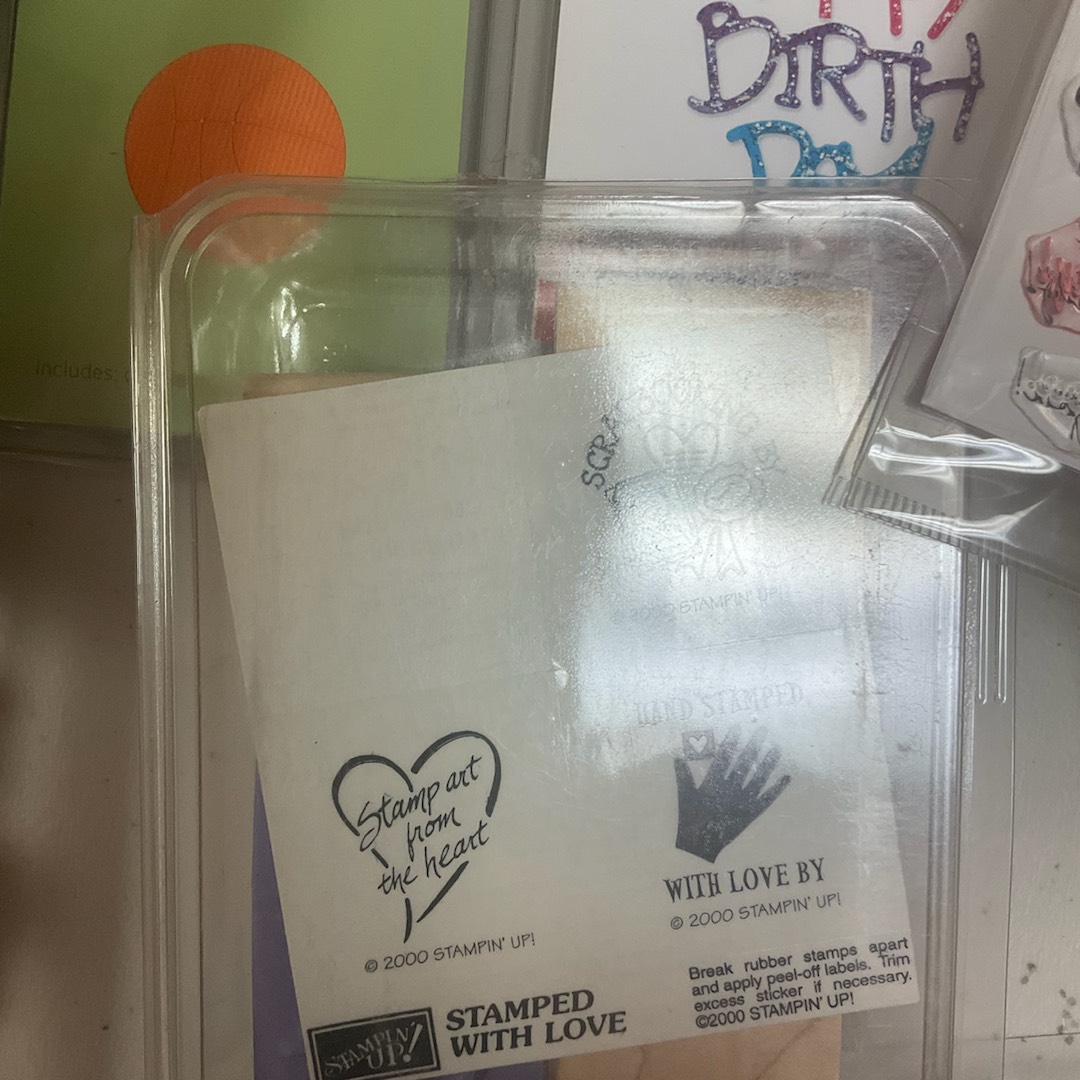 BIRTH
Day
Includes:
SCRA
2000 STAMPIN' UP!
HAND STAMPED
Stamp art
from
the heart
WITH LOVE BY
© 2000 STAMPIN' UP!
© 2000 STAMPIN' UP!
Break rubber stamps apart
and apply peel-off labels. Trim
excess sticker if necessary.
©2000 STAMPIN' UP!
STAMPIN' UP!
STAMPED
WITH LOVE